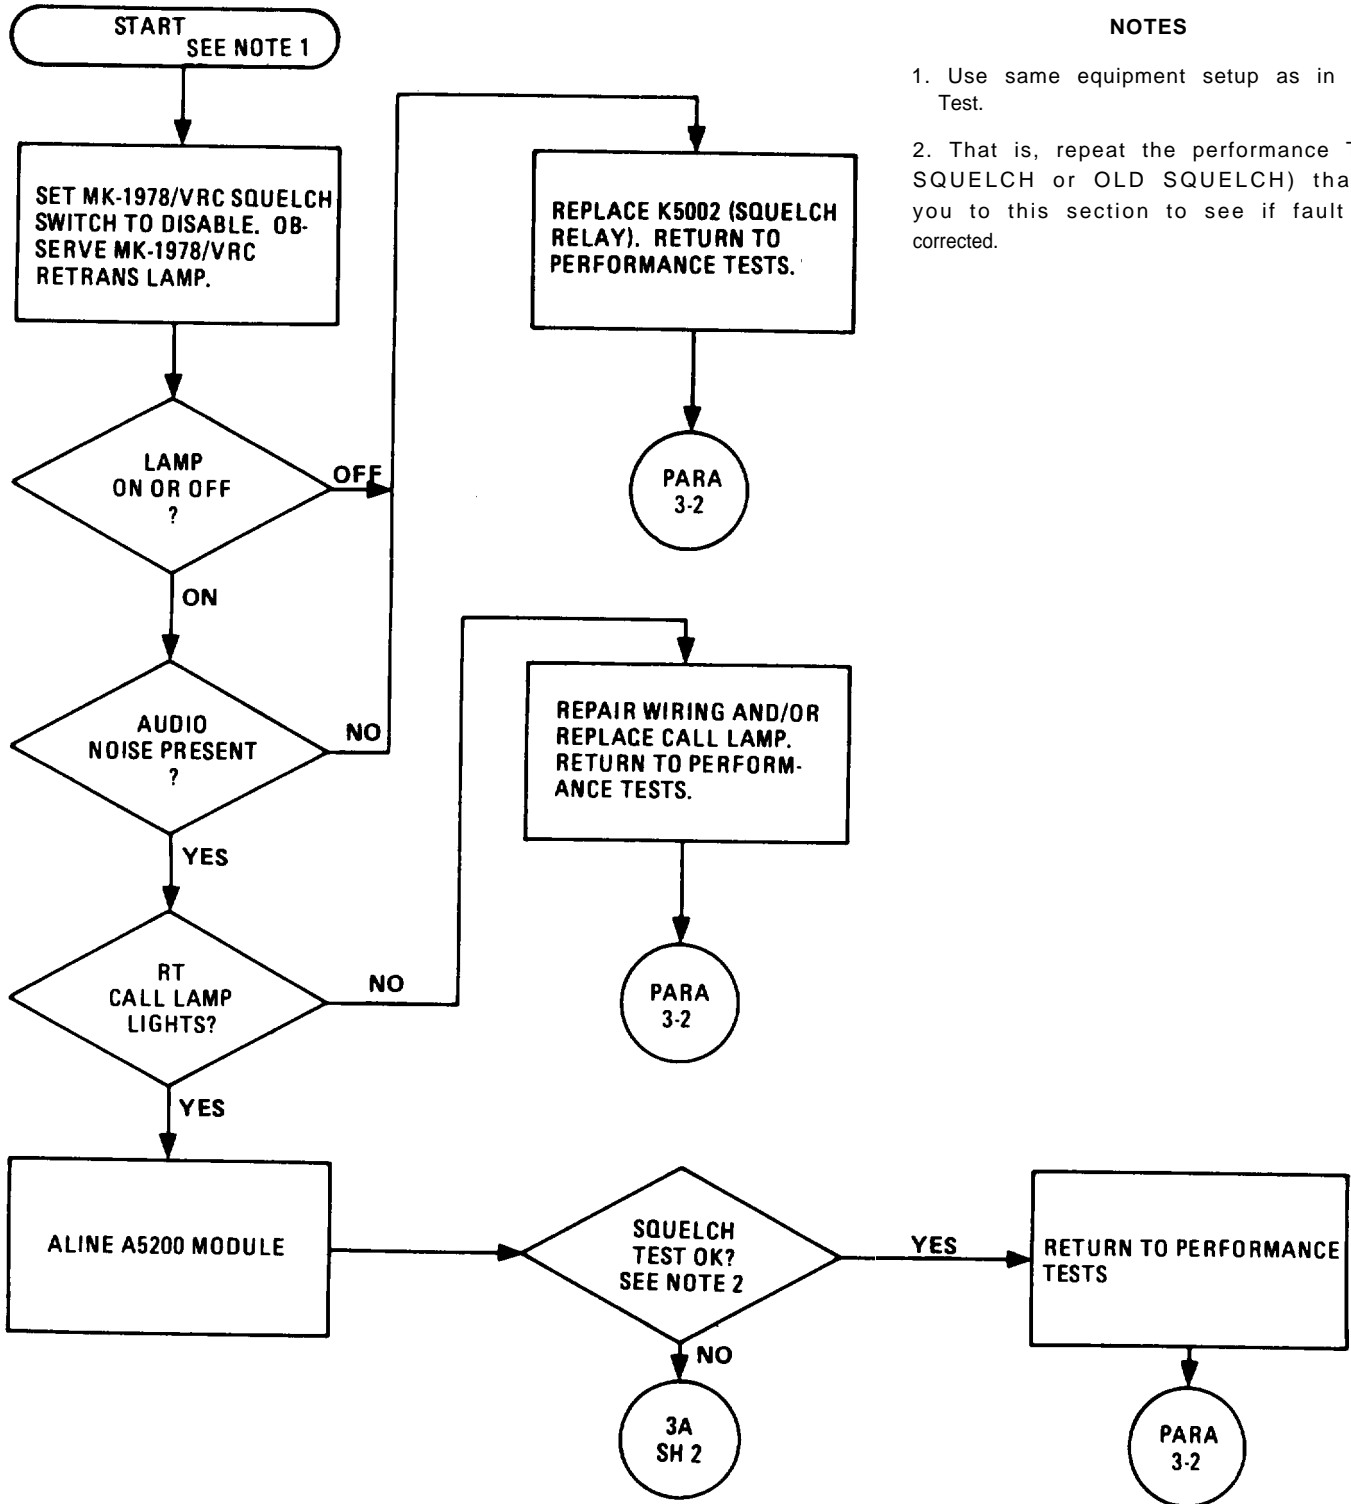 START
SEE NOTE 1
SET MK-1978/VRC SQUELCH
SWITCH TO DISABLE. OB-
SERVE MK-1978/VRC
RETRANS LAMP.
LAMP
ON OR OFF
?
OFF
ON
AUDIO
NOISE PRESENT
?
NO
YES
RT
CALL LAMP
LIGHTS?
NO
YES
ALINE A5200 MODULE
REPLACE K5002 (SQUELCH
RELAY). RETURN TO
PERFORMANCE TESTS.
PARA
3-2
REPAIR WIRING AND/OR
REPLACE CALL LAMP.
RETURN TO PERFORM-
ANCE TESTS.
PARA
3-2
SQUELCH
TEST OK?
SEE NOTE 2
YES
NO
3A
SH 2
RETURN TO PERFORMANCE
TESTS
PARA
3-2
NOTES
1. Use same equipment setup as in
Test.
2. That is, repeat the performance
SQUELCH or OLD SQUELCH)
you to this section to see if fault
corrected.